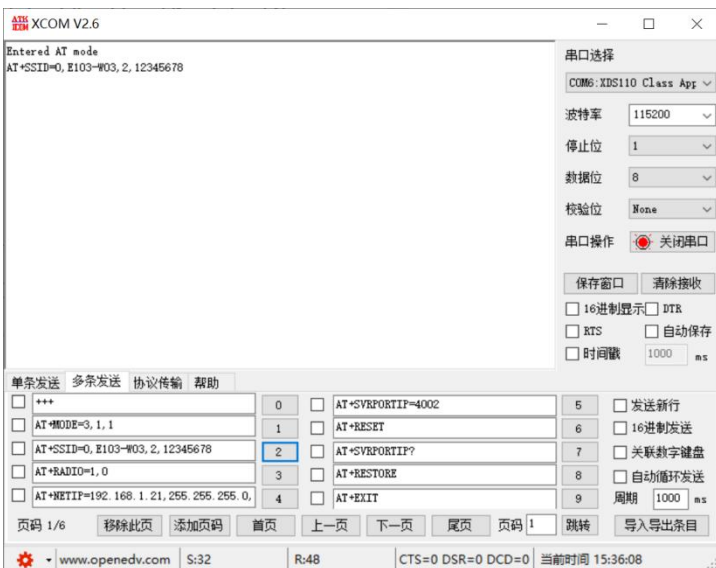 XCOM V2.6
Entered AT mode
AT+SSID=0,E103-W03,2,12345678
串口选择
COM6:XDS110 Class App
波特率 115200
停止位 1
数据位 8
校验位 None
串口操作 关闭串口
保存窗口 清除接收
16进制显示 DTR
RTS 自动保存
时间戳 1000 ms
单条发送 多条发送 协议传输 帮助
+++ 0 AT+SVRPORTIP=4002 5 发送新行
AT+MODE=3,1,1 1 AT+RESET 6 16进制发送
AT+SSID=0,E103-W03,2,12345678 2 AT+SVRPORTIP? 7 关联数字键盘
AT+RADIO=1,0 3 AT+RESTORE 8 自动循环发送
AT+NETIP=192.168.1.21,255.255.255.0, 4 AT+EXIT 9 周期 1000 ms
页码 1/6 移除此页 添加页码 首页 上一页 下一页 尾页 页码 1 跳转 导入导出条目
www.openedv.com S:32 R:48 CTS=0 DSR=0 DCD=0 当前时间 15:36:08